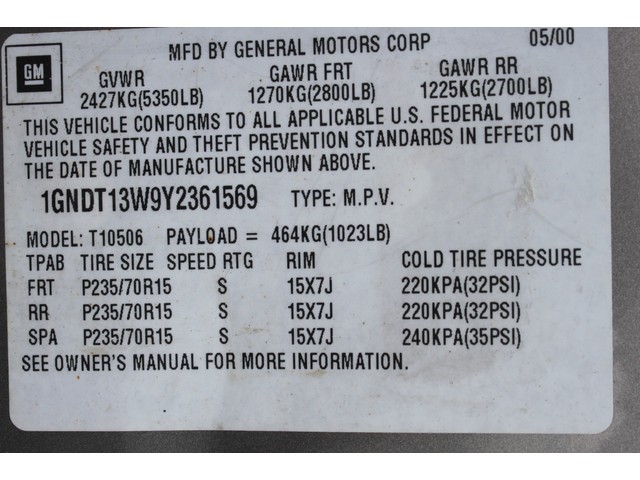 MFD BY GENERAL MOTORS CORP 05/00
GM
GVWR GAWR FRT GAWR RR
2427KG(5350LB) 1270KG(2800LB) 1225KG(2700LB)
THIS VEHICLE CONFORMS TO ALL APPLICABLE U.S. FEDERAL MOTOR
VEHICLE SAFETY AND THEFT PREVENTION STANDARDS IN EFFECT ON
THE DATE OF MANUFACTURE SHOWN ABOVE.
1GNDT13W9Y2361569 TYPE: M.P.V.
MODEL: T10506 PAYLOAD = 464KG(1023LB)
TPAB TIRE SIZE SPEED RTG RIM COLD TIRE PRESSURE
FRT P235/70R15 S 15X7J 220KPA(32PSI)
RR P235/70R15 S 15X7J 220KPA(32PSI)
SPA P235/70R15 S 15X7J 240KPA(35PSI)
SEE OWNER'S MANUAL FOR MORE INFORMATION.